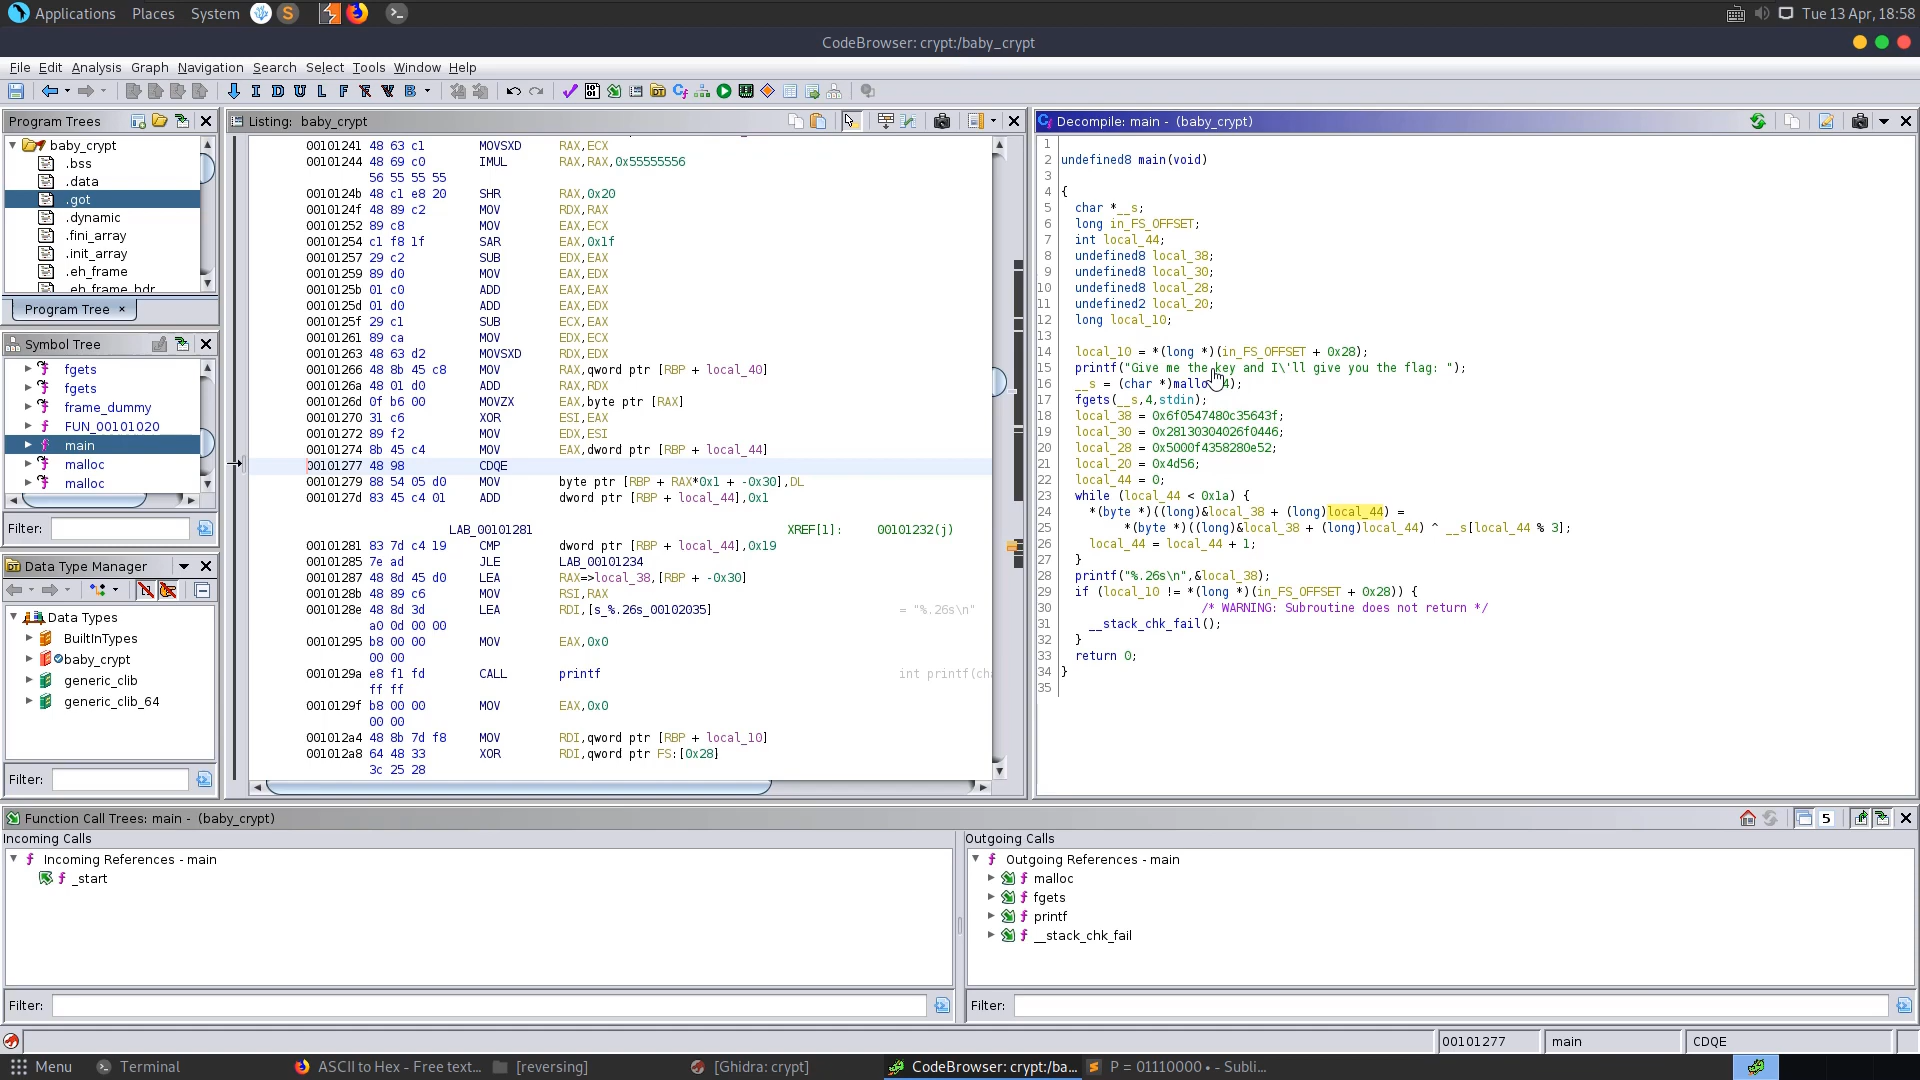 Applications Places System Tue 13 Apr, 18:58
CodeBrowser: crypt:/baby_crypt
File Edit Analysis Graph Navigation Search Select Tools Window Help
I D U L F B
Program Trees
baby_crypt
.bss
.data
.got
.dynamic
.fini_array
.init_array
.eh_frame
.eh_frame_hdr
Program Tree ×
Symbol Tree
fgets
fgets
frame_dummy
FUN_00101020
main
malloc
malloc
Filter:
Data Type Manager
Data Types
BuiltInTypes
baby_crypt
generic_clib
generic_clib_64
Filter:
Listing: baby_crypt
00101241 48 63 c1 MOVSXD RAX,ECX
00101244 48 69 c0 IMUL RAX,RAX,0x55555556
56 55 55 55
0010124b 48 c1 e8 20 SHR RAX,0x20
0010124f 48 89 c2 MOV RDX,RAX
00101252 89 c8 MOV EAX,ECX
00101254 c1 f8 1f SAR EAX,0x1f
00101257 29 c2 SUB EDX,EAX
00101259 89 d0 MOV EAX,EDX
0010125b 01 c0 ADD EAX,EAX
0010125d 01 d0 ADD EAX,EDX
0010125f 29 c1 SUB ECX,EAX
00101261 89 ca MOV EDX,ECX
00101263 48 63 d2 MOVSXD RDX,EDX
00101266 48 8b 45 c8 MOV RAX,qword ptr [RBP + local_40]
0010126a 48 01 d0 ADD RAX,RDX
0010126d 0f b6 00 MOVZX EAX,byte ptr [RAX]
00101270 31 c6 XOR ESI,EAX
00101272 89 f2 MOV EDX,ESI
00101274 8b 45 c4 MOV EAX,dword ptr [RBP + local_44]
00101277 48 98 CDQE
00101279 88 54 05 d0 MOV byte ptr [RBP + RAX*0x1 + -0x30],DL
0010127d 83 45 c4 01 ADD dword ptr [RBP + local_44],0x1
LAB_00101281 XREF[1]: 00101232(j)
00101281 83 7d c4 19 CMP dword ptr [RBP + local_44],0x19
00101285 7e ad JLE LAB_00101234
00101287 48 8d 45 d0 LEA RAX=>local_38,[RBP + -0x30]
0010128b 48 89 c6 MOV RSI,RAX
0010128e 48 8d 3d LEA RDI,[s_%.26s_00102035] = "%.26s\n"
a0 0d 00 00
00101295 b8 00 00 MOV EAX,0x0
00 00
0010129a e8 f1 fd CALL printf int printf(cha
ff ff
0010129f b8 00 00 MOV EAX,0x0
00 00
001012a4 48 8b 7d f8 MOV RDI,qword ptr [RBP + local_10]
001012a8 64 48 33 XOR RDI,qword ptr FS:[0x28]
3c 25 28
Decompile: main - (baby_crypt)
1
2 undefined8 main(void)
3
4 {
5 char *__s;
6 long in_FS_OFFSET;
7 int local_44;
8 undefined8 local_38;
9 undefined8 local_30;
10 undefined8 local_28;
11 undefined2 local_20;
12 long local_10;
13
14 local_10 = *(long *)(in_FS_OFFSET + 0x28);
15 printf("Give me the key and I\'ll give you the flag: ");
16 __s = (char *)malloc(4);
17 fgets(__s,4,stdin);
18 local_38 = 0x6f0547480c35643f;
19 local_30 = 0x28130304026f0446;
20 local_28 = 0x5000f4358280e52;
21 local_20 = 0x4d56;
22 local_44 = 0;
23 while (local_44 < 0x1a) {
24 *(byte *)((long)&local_38 + (long)local_44) =
25 *(byte *)((long)&local_38 + (long)local_44) ^ __s[local_44 % 3];
26 local_44 = local_44 + 1;
27 }
28 printf("%.26s\n",&local_38);
29 if (local_10 != *(long *)(in_FS_OFFSET + 0x28)) {
30 /* WARNING: Subroutine does not return */
31 __stack_chk_fail();
32 }
33 return 0;
34 }
35
Function Call Trees: main - (baby_crypt) 5
Incoming Calls
Incoming References - main
_start
Filter:
Outgoing Calls
Outgoing References - main
malloc
fgets
printf
__stack_chk_fail
Filter:
00101277 main CDQE
Menu Terminal ASCII to Hex - Free text... [reversing] [Ghidra: crypt] CodeBrowser: crypt:/ba... P = 01110000 • - Subli...